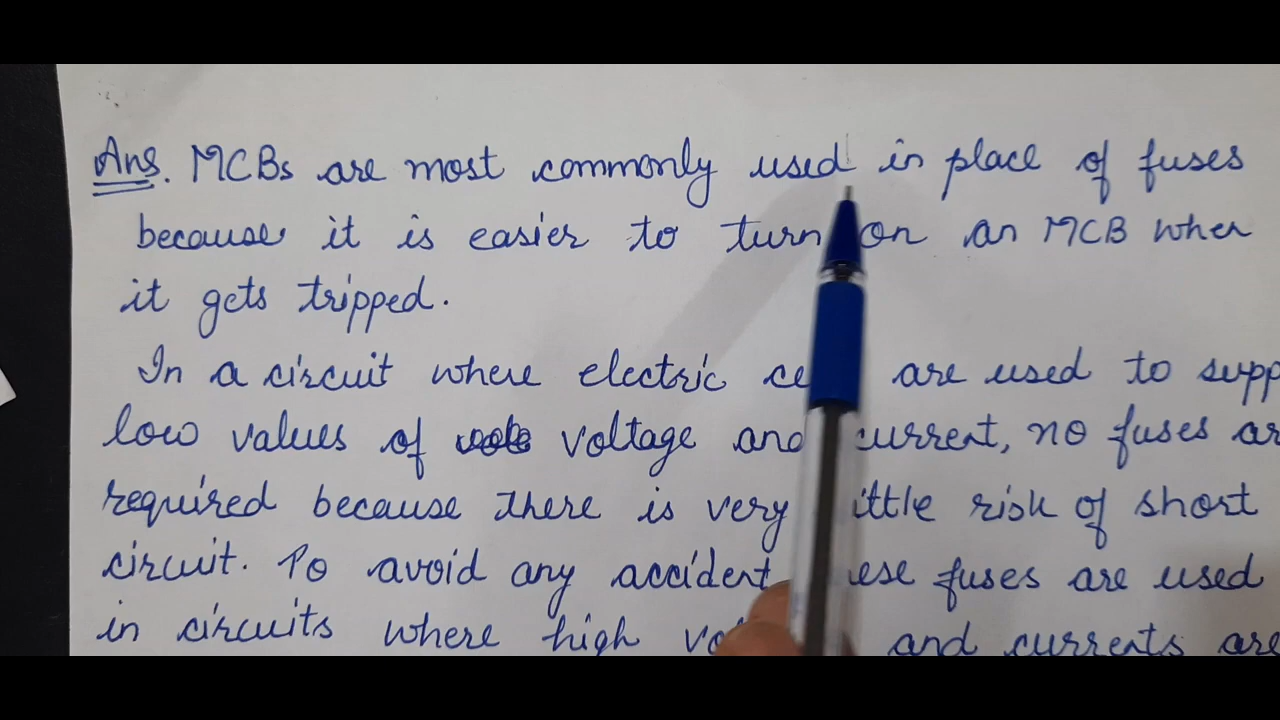 Ans. MCBs are most commonly used in place of fuses
because it is easier to turn on an MCB when
it gets tripped.
In a circuit where electric are used to supp
low values of voltage and current, no fuses ar
required because there is very little risk of short
circuit. To avoid any accident these fuses are used
in circuits where high and currents are